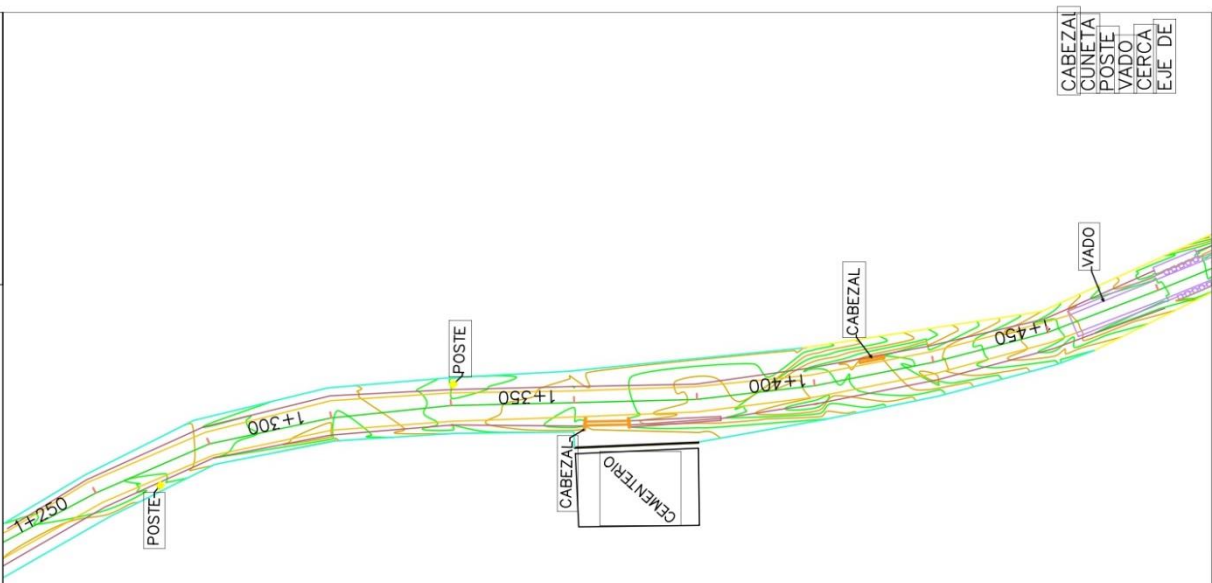 CABEZAL
CUNETA
POSTE
VADO
CERCA
EJE DE
1+250
POSTE
1+300
POSTE
1+350
CABEZAL
CEMENTERIO
1+400
CABEZAL
1+450
VADO